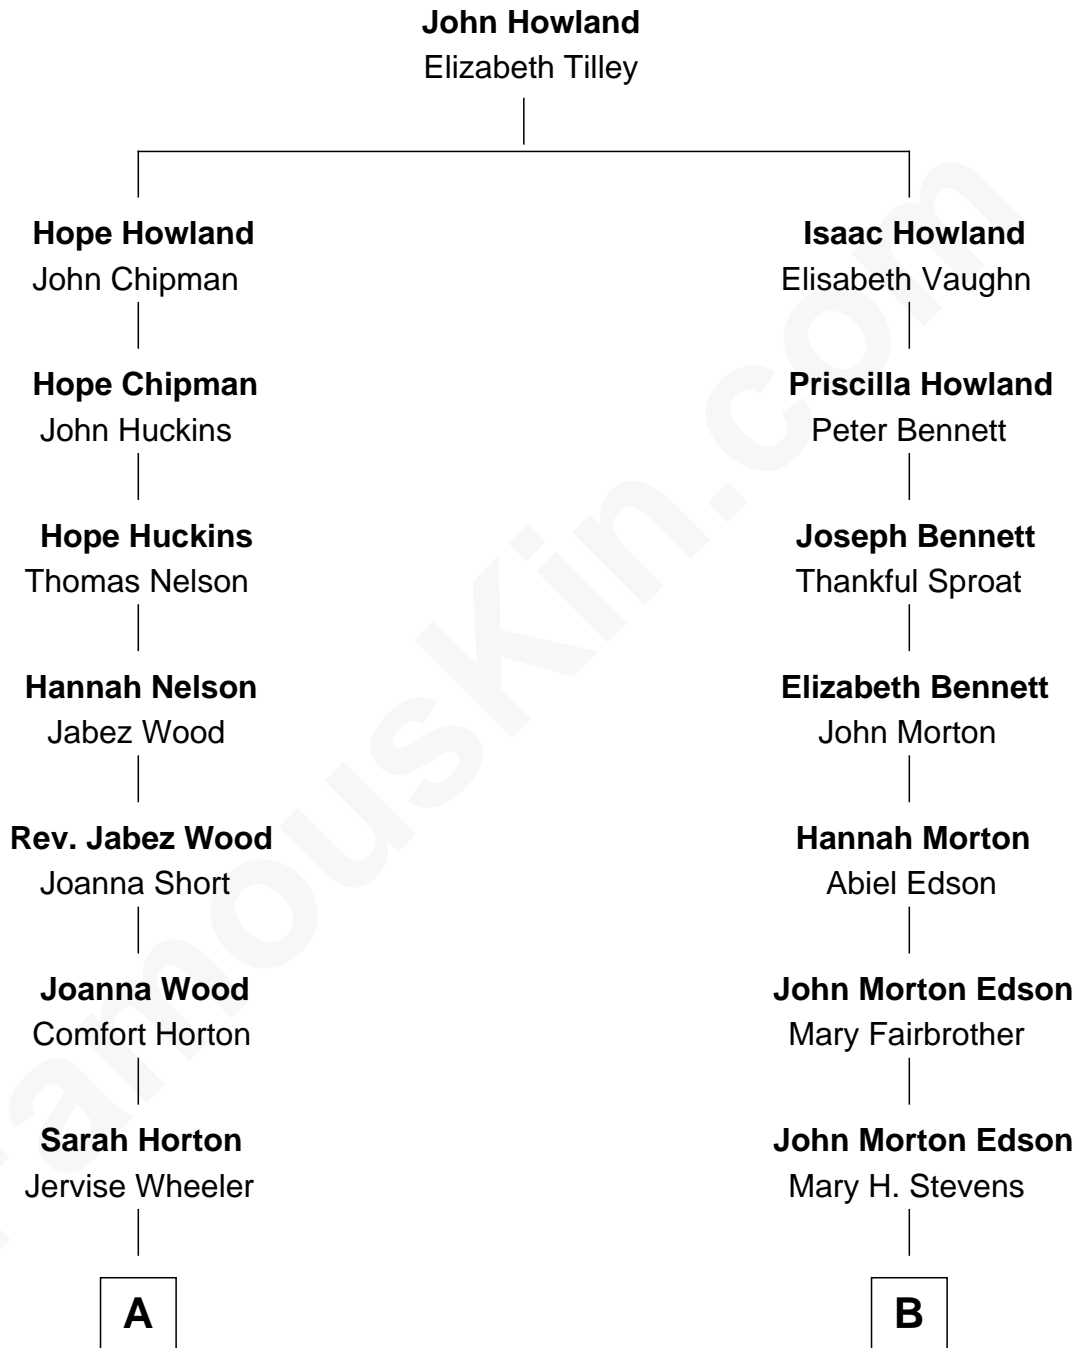 John Howland
Elizabeth Tilley
Hope Howland
John Chipman
Isaac Howland
Elisabeth Vaughn
Hope Chipman
John Huckins
Priscilla Howland
Peter Bennett
Hope Huckins
Thomas Nelson
Joseph Bennett
Thankful Sproat
Hannah Nelson
Jabez Wood
Elizabeth Bennett
John Morton
Rev. Jabez Wood
Joanna Short
Hannah Morton
Abiel Edson
Joanna Wood
Comfort Horton
John Morton Edson
Mary Fairbrother
Sarah Horton
Jervise Wheeler
John Morton Edson
Mary H. Stevens
A
B
FamousKin.com